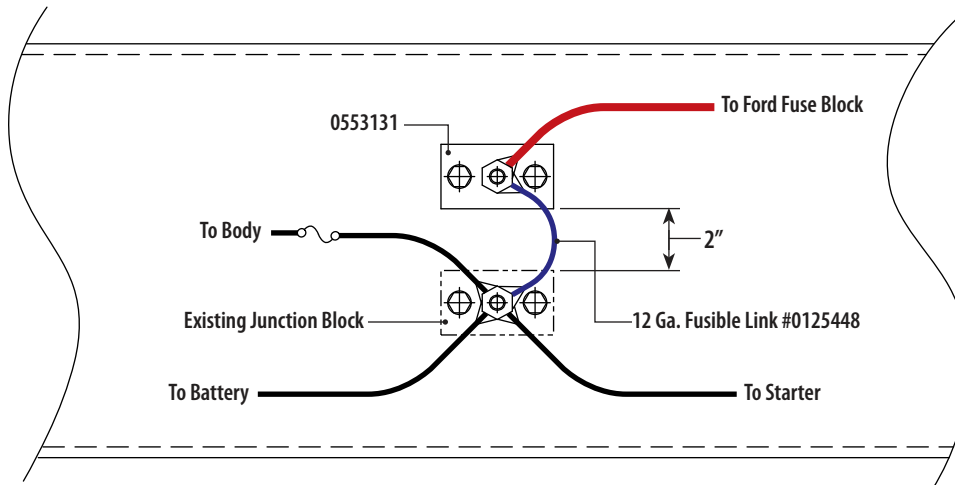 To Ford Fuse Block
0553131
To Body
2”
Existing Junction Block
12 Ga. Fusible Link #0125448
To Battery
To Starter